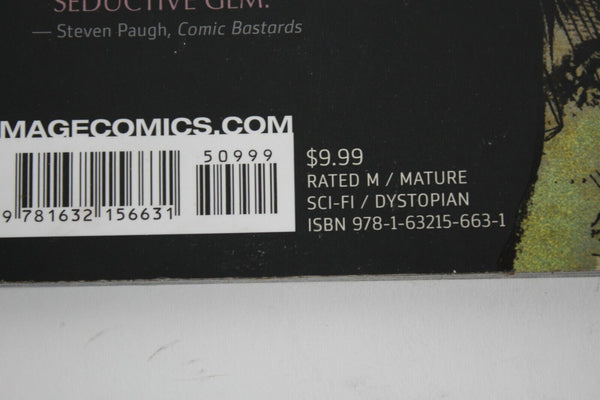 SEDUCTIVE GEM.
— Steven Paugh, Comic Bastards
MAGECOMICS.COM
50999
9 781632 156631
$9.99
RATED M / MATURE
SCI-FI / DYSTOPIAN
ISBN 978-1-63215-663-1